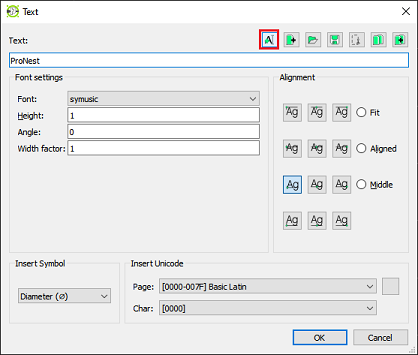 Text
Text:
ProNest
Font settings
Font: symusic
Height: 1
Angle: 0
Width factor: 1
Alignment
Ag Ag Ag Fit
Ag Ag Ag Aligned
Ag Ag Ag Middle
Ag Ag Ag
Insert Symbol
Diameter (∅)
Insert Unicode
Page: [0000-007F] Basic Latin
Char: [0000]
OK Cancel